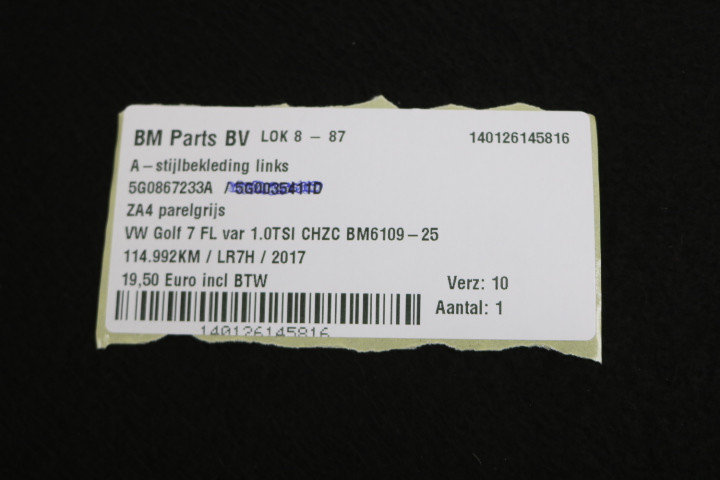 BM Parts BV LOK 8 - 87 140126145816
A-stijlbekleding links
5G0867233A /
ZA4 parelgrijs
VW Golf 7 FL var 1.0TSI CHZC BM6109-25
114.992KM / LR7H / 2017
19,50 Euro incl BTW Verz: 10
Aantal: 1
140126145816